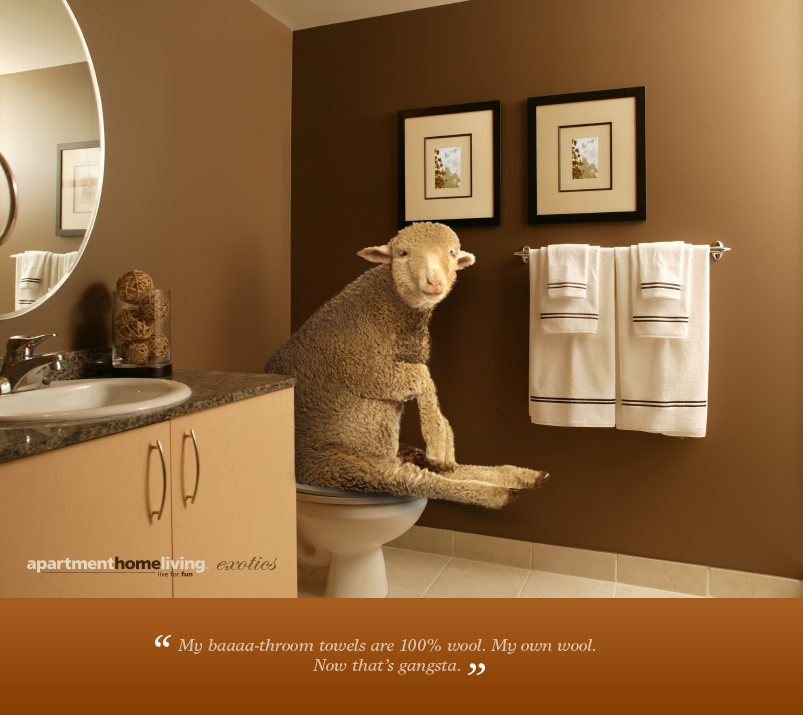 apartmenthomeliving exotics
live for fun
“ My baaaa-throom towels are 100% wool. My own wool.
Now that's gangsta. ”